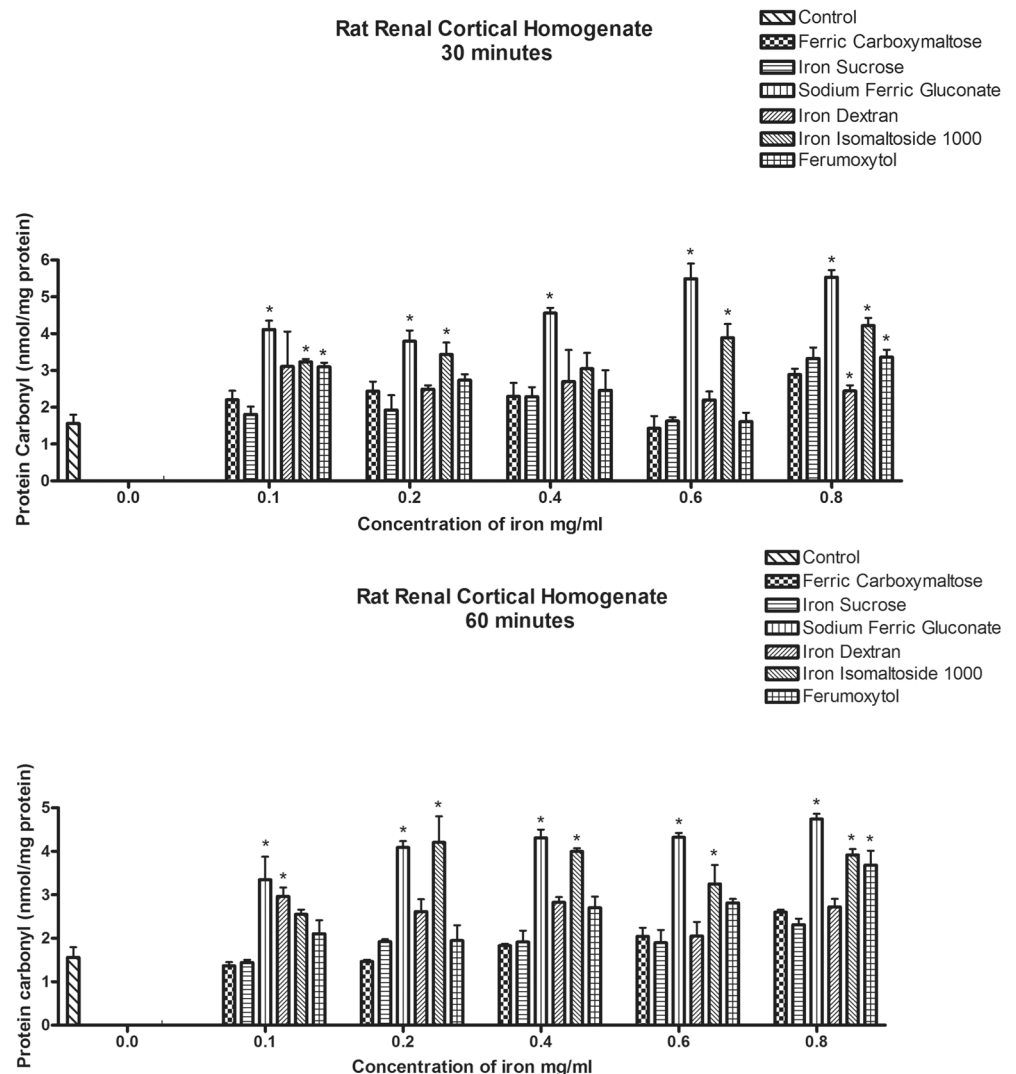 Rat Renal Cortical Homogenate
30 minutes
Control
Ferric Carboxymaltose
Iron Sucrose
Sodium Ferric Gluconate
Iron Dextran
Iron Isomaltoside 1000
Ferumoxytol
Protein Carbonyl (nmol/mg protein)
6
5
4
3
2
1
0
* * * *
* *
*
* *
* * * *
0.0 0.1 0.2 0.4 0.6 0.8
Concentration of iron mg/ml
Rat Renal Cortical Homogenate
60 minutes
Control
Ferric Carboxymaltose
Iron Sucrose
Sodium Ferric Gluconate
Iron Dextran
Iron Isomaltoside 1000
Ferumoxytol
Protein carbonyl (nmol/mg protein)
5
4
3
2
1
0
* *
* *
* *
* *
* * *
0.0 0.1 0.2 0.4 0.6 0.8
Concentration of iron mg/ml